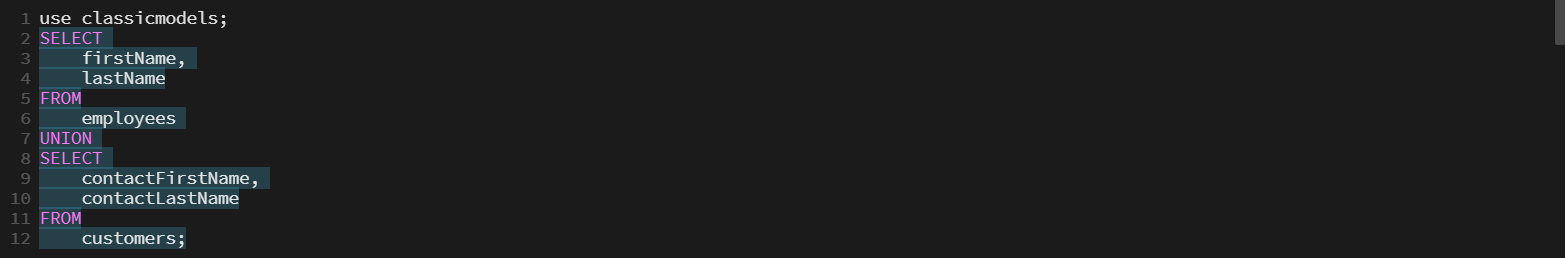 1 use classicmodels;
2 SELECT
3     firstName,
4     lastName
5 FROM
6     employees
7 UNION
8 SELECT
9     contactFirstName,
10     contactLastName
11 FROM
12     customers;